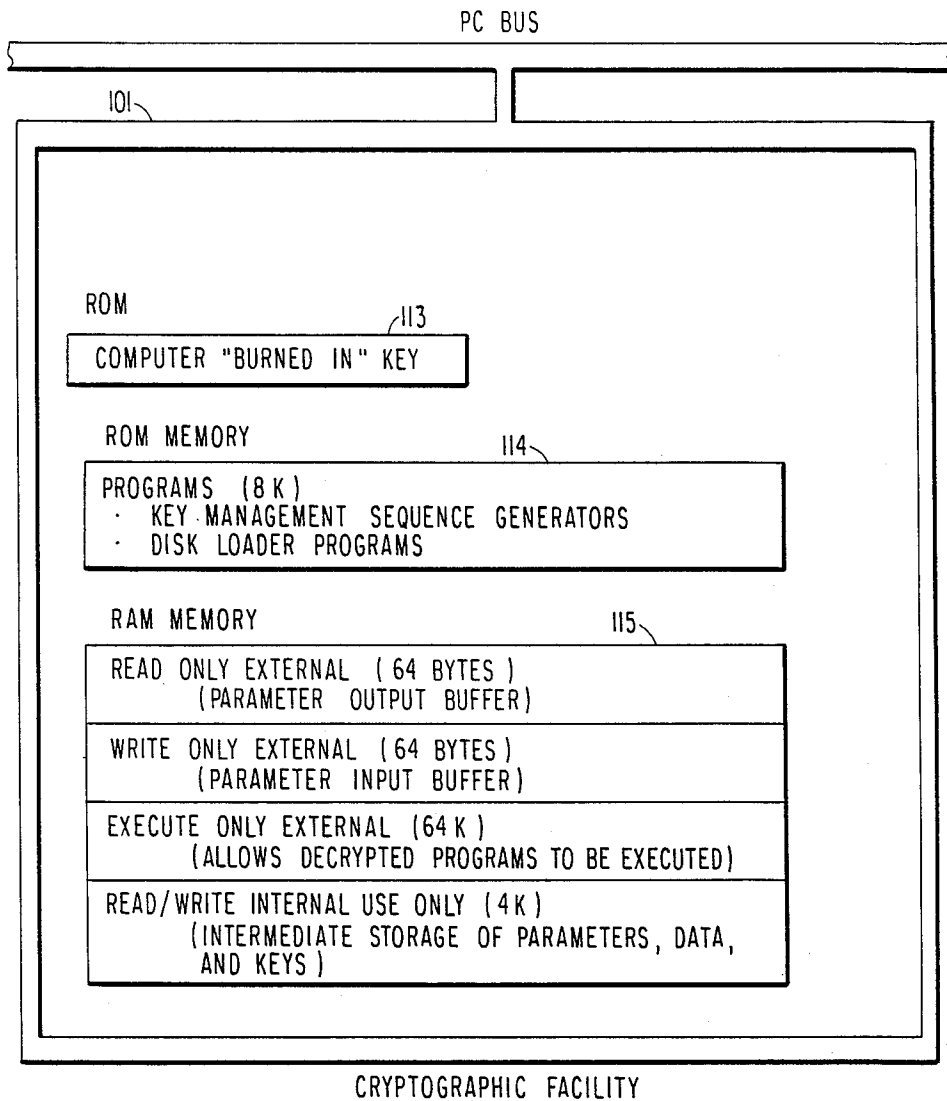 PC BUS
101
ROM
113
COMPUTER "BURNED IN" KEY
ROM MEMORY
114
PROGRAMS (8K)
· KEY MANAGEMENT SEQUENCE GENERATORS
· DISK LOADER PROGRAMS
RAM MEMORY
115
READ ONLY EXTERNAL (64 BYTES)
(PARAMETER OUTPUT BUFFER)
WRITE ONLY EXTERNAL (64 BYTES)
(PARAMETER INPUT BUFFER)
EXECUTE ONLY EXTERNAL (64K)
(ALLOWS DECRYPTED PROGRAMS TO BE EXECUTED)
READ/WRITE INTERNAL USE ONLY (4K)
(INTERMEDIATE STORAGE OF PARAMETERS, DATA,
AND KEYS)
CRYPTOGRAPHIC FACILITY